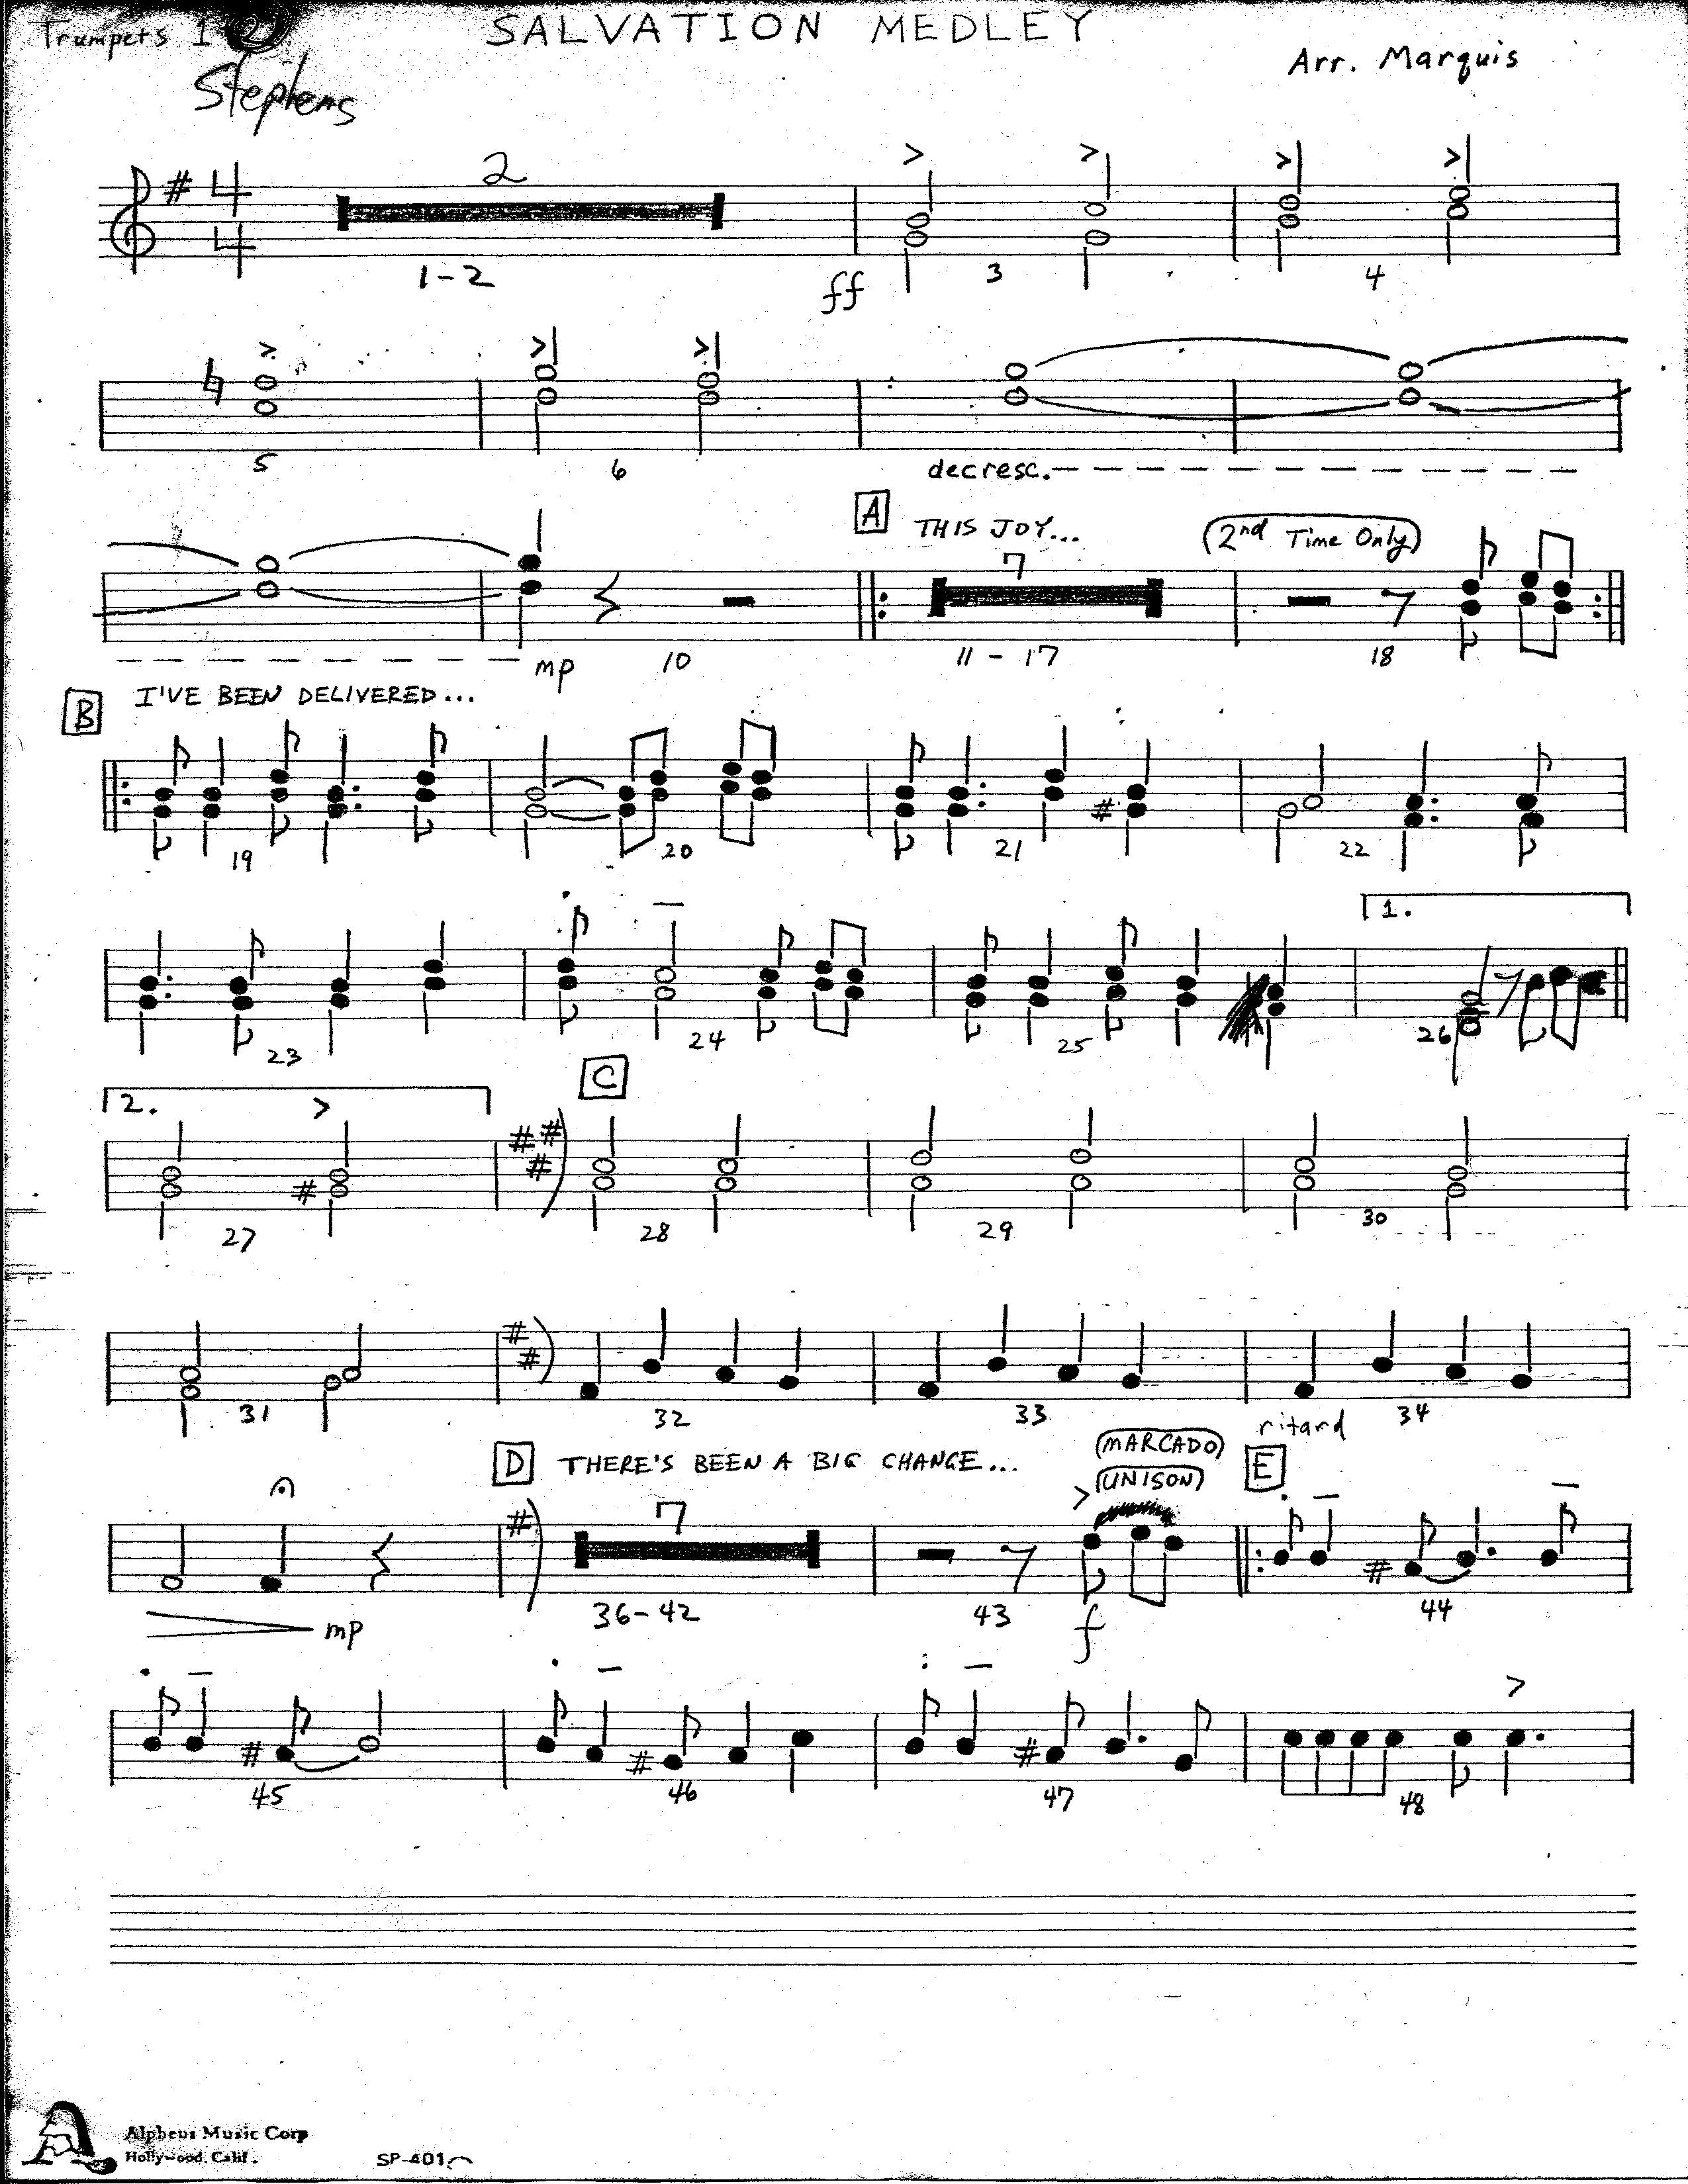 Trumpets 1 2
SALVATION MEDLEY
Stephens
Arr. Marquis
2
1-2
ff
3
4
5
6
decresc.
A
THIS JOY...
(2nd Time Only)
7
mp
10
11 - 17
18
B
I'VE BEEN DELIVERED...
19
20
21
22
1.
23
24
25
26
2.
C
27
28
29
30
31
32
33
34
ritard
D
THERE'S BEEN A BIG CHANGE...
(MARCADO)
(UNISON)
E
7
mp
36-42
43
f
44
45
46
47
48
Alpheus Music Corp
Hollywood, Calif.
SP-401